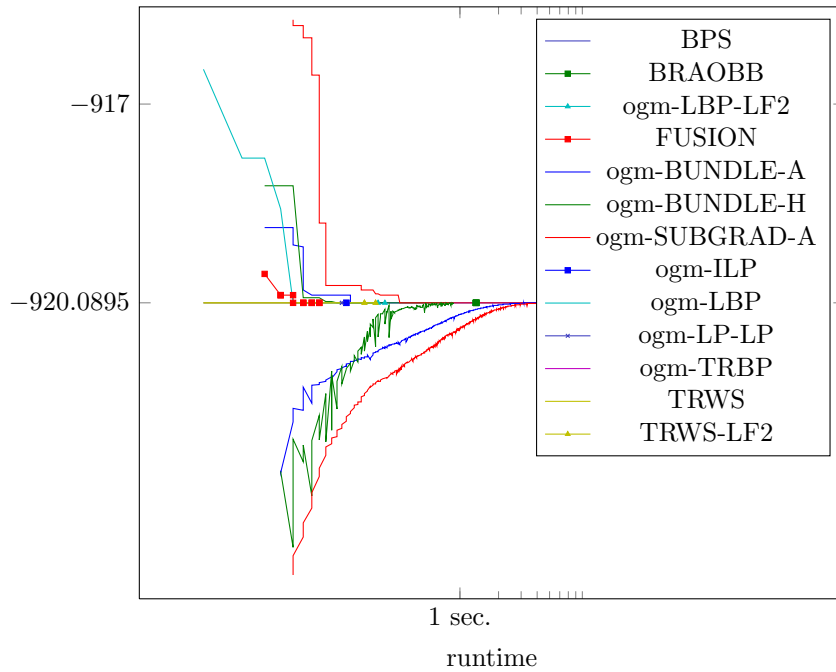 −917
−920.0895
BPS
BRAOBB
ogm-LBP-LF2
FUSION
ogm-BUNDLE-A
ogm-BUNDLE-H
ogm-SUBGRAD-A
ogm-ILP
ogm-LBP
ogm-LP-LP
ogm-TRBP
TRWS
TRWS-LF2
1 sec.
runtime